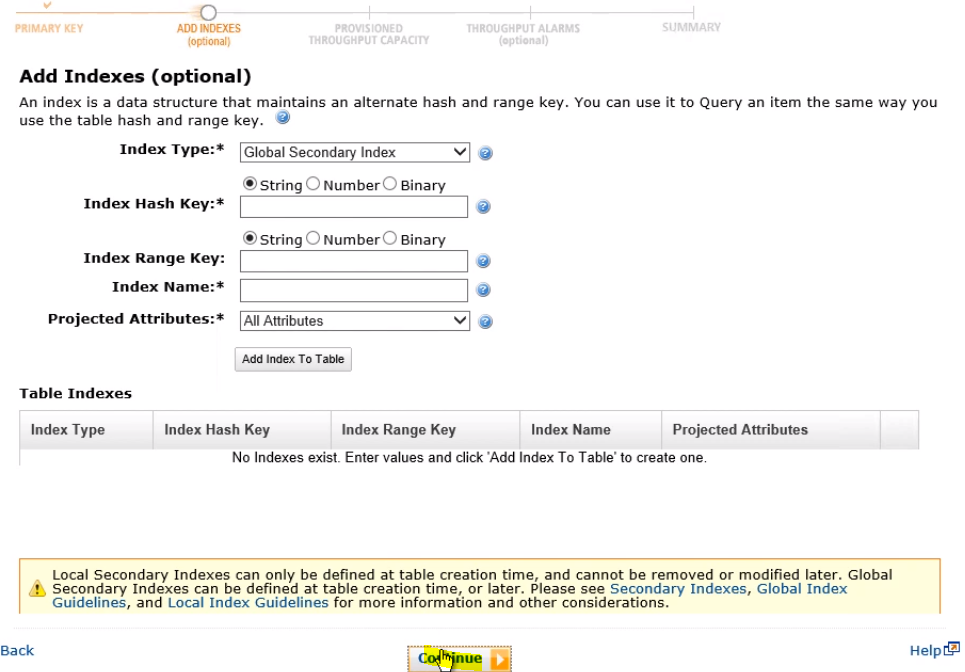 PRIMARY KEY
ADD INDEXES
(optional)
PROVISIONED
THROUGHPUT CAPACITY
THROUGHPUT ALARMS
(optional)
SUMMARY
Add Indexes (optional)
An index is a data structure that maintains an alternate hash and range key. You can use it to Query an item the same way you
use the table hash and range key.
Index Type:* Global Secondary Index
String Number Binary
Index Hash Key:*
String Number Binary
Index Range Key:
Index Name:*
Projected Attributes:* All Attributes
Add Index To Table
Table Indexes
Index Type Index Hash Key Index Range Key Index Name Projected Attributes
No Indexes exist. Enter values and click 'Add Index To Table' to create one.
Local Secondary Indexes can only be defined at table creation time, and cannot be removed or modified later. Global
Secondary Indexes can be defined at table creation time, or later. Please see Secondary Indexes, Global Index
Guidelines, and Local Index Guidelines for more information and other considerations.
Back Continue Help